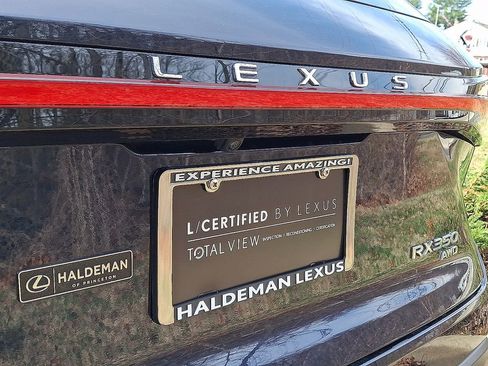 LEXUS
EXPERIENCE AMAZING!
L/CERTIFIED BY LEXUS
TOTAL VIEW INSPECTION | RECONDITIONING | CERTIFICATION
HALDEMAN LEXUS
HALDEMAN
OF PRINCETON
RX350
AWD